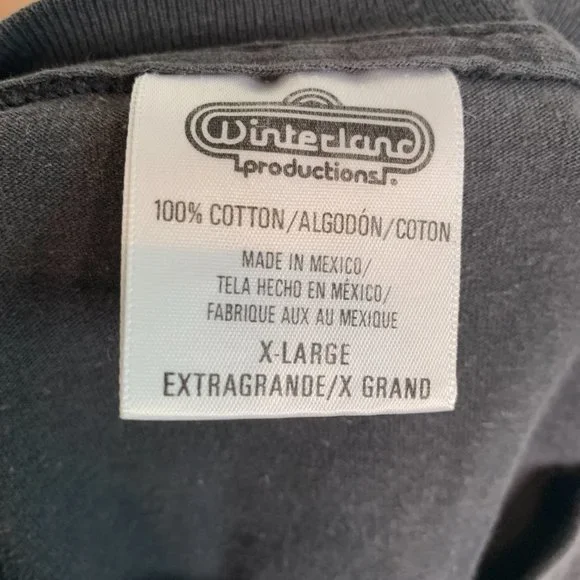 Winterland
productions®
100% COTTON/ALGODÓN/COTON
MADE IN MEXICO/
TELA HECHO EN MÉXICO/
FABRIQUE AUX AU MEXIQUE
X-LARGE
EXTRAGRANDE/X GRAND